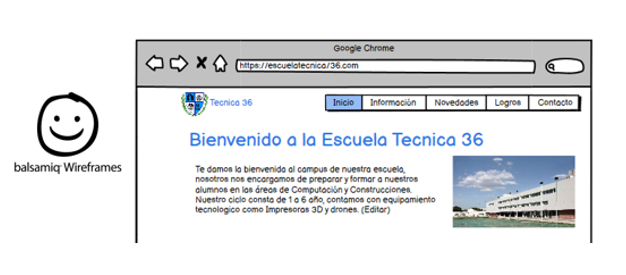 Google Chrome
https://escuelatecnica/36.com
Tecnica 36
Inicio
Información
Novedades
Logros
Contacto
balsamiq Wireframes
Bienvenido a la Escuela Tecnica 36
Te damos la bienvenida al campus de nuestra escuela,
nosotros nos encargamos de preparar y formar a nuestros
alumnos en las áreas de Computación y Construcciones.
Nuestro ciclo consta de 1 a 6 año, contamos con equipamiento
tecnologico como Impresoras 3D y drones. (Editar)